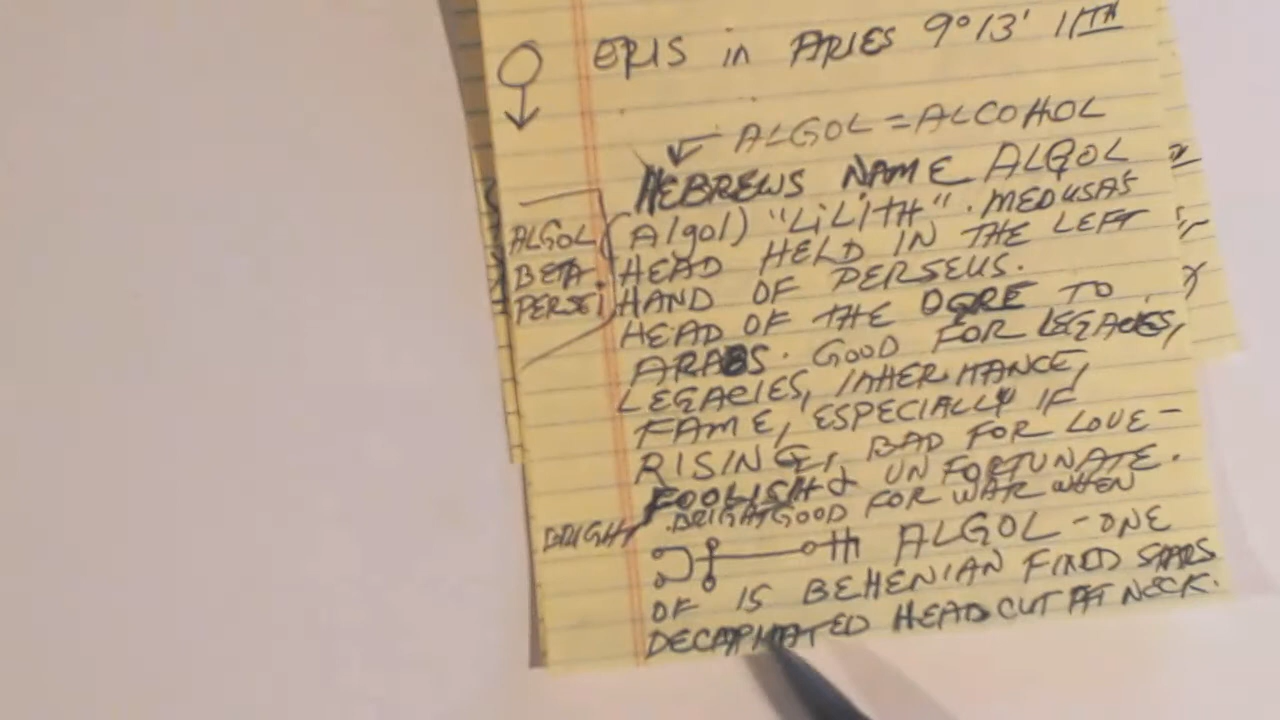 ERIS in ARIES 9°13' 11TH
ALGOL = ALCOHOL
HEBREWS NAME ALGOL
(Algol) "LiLiTH". MEDUSA'S
HEAD HELD IN THE LEFT
HAND OF PERSEUS.
HEAD OF THE OGRE TO
ARABS. GOOD FOR LEGACIES,
LEGACIES, INHERITANCE,
FAME, ESPECIALLY IF
RISING, BAD FOR LOVE-
FOOLISH & UNFORTUNATE.
BRIGHT GOOD FOR WAR WHEN
ALGOL - ONE
OF 15 BEHENIAN FIXED STARS
DECAPITATED HEAD CUT AT NECK.
ALGOL
BETA
PERSEI
BRIGHT